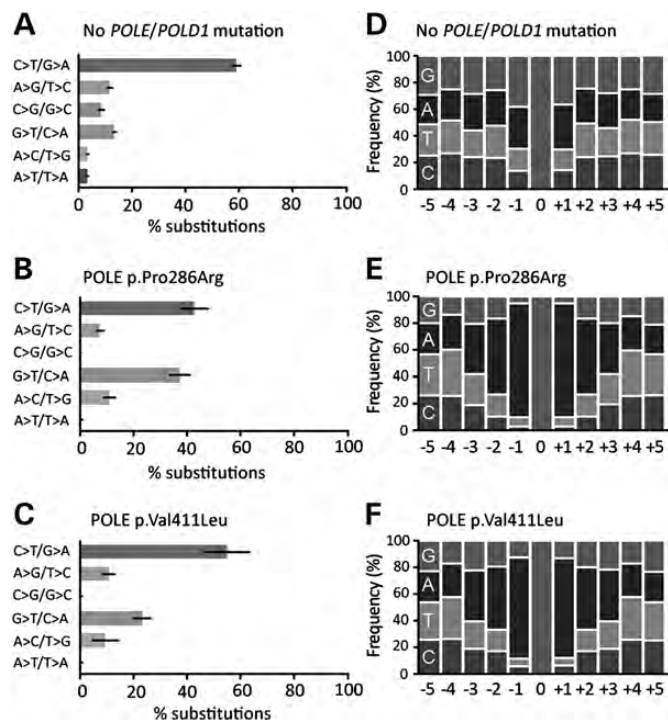 A No POLE/POLD1 mutation
C>T/G>A
A>G/T>C
C>G/G>C
G>T/C>A
A>C/T>G
A>T/T>A
0 20 40 60 80 100
% substitutions
D No POLE/POLD1 mutation
Frequency (%)
100
80
60
40
20
0
G
A
T
C
-5 -4 -3 -2 -1 0 +1 +2 +3 +4 +5
B POLE p.Pro286Arg
C>T/G>A
A>G/T>C
C>G/G>C
G>T/C>A
A>C/T>G
A>T/T>A
0 20 40 60 80 100
% substitutions
E POLE p.Pro286Arg
Frequency (%)
100
80
60
40
20
0
G
A
T
C
-5 -4 -3 -2 -1 0 +1 +2 +3 +4 +5
C POLE p.Val411Leu
C>T/G>A
A>G/T>C
C>G/G>C
G>T/C>A
A>C/T>G
A>T/T>A
0 20 40 60 80 100
% substitutions
F POLE p.Val411Leu
Frequency (%)
100
80
60
40
20
0
G
A
T
C
-5 -4 -3 -2 -1 0 +1 +2 +3 +4 +5